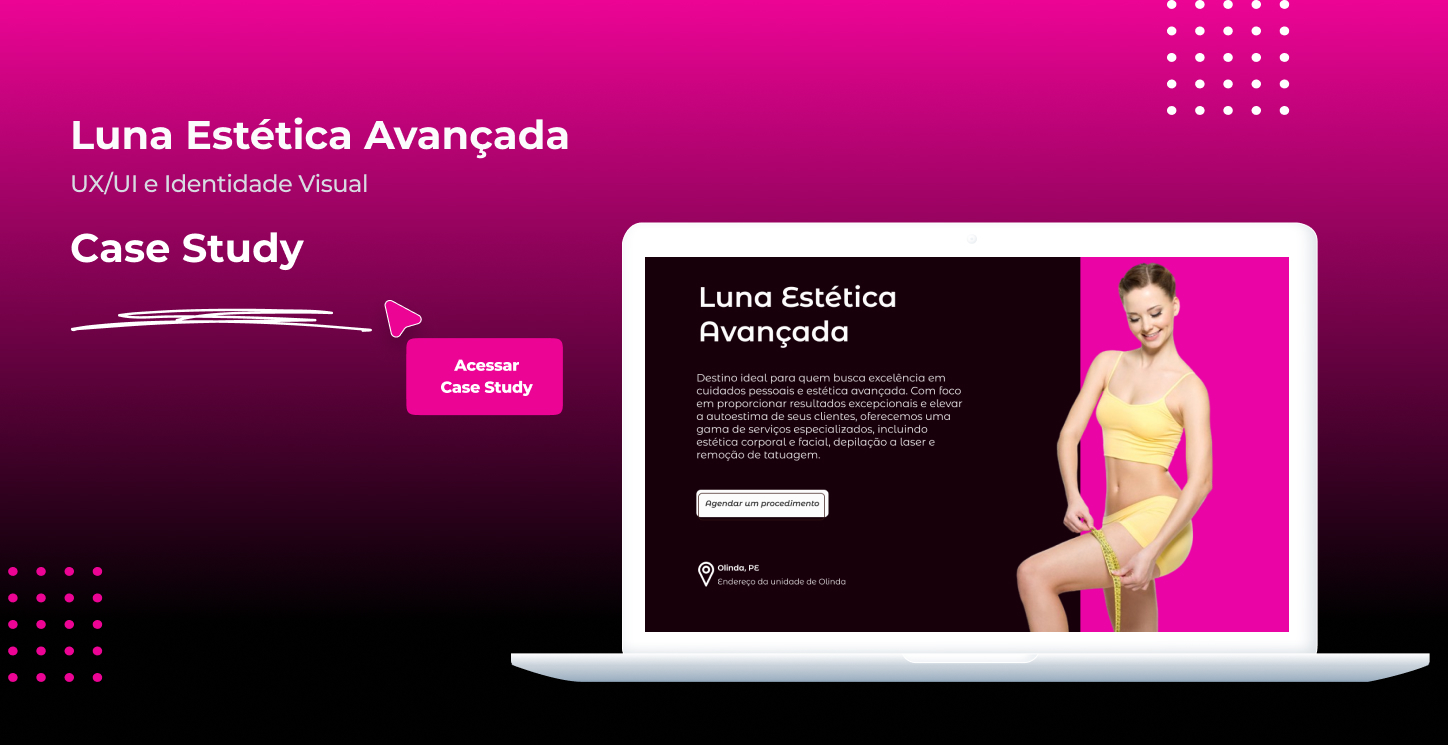 Luna Estética Avançada
UX/UI e Identidade Visual
Case Study
Acessar
Case Study
Luna Estética
Avançada
Destino ideal para quem busca excelência em
cuidados pessoais e estética avançada. Com foco
em proporcionar resultados excepcionais e elevar
a autoestima de seus clientes, oferecemos uma
gama de serviços especializados, incluindo
estética corporal e facial, depilação a laser e
remoção de tatuagem.
Agendar um procedimento
Olinda, PE
Endereço da unidade de Olinda